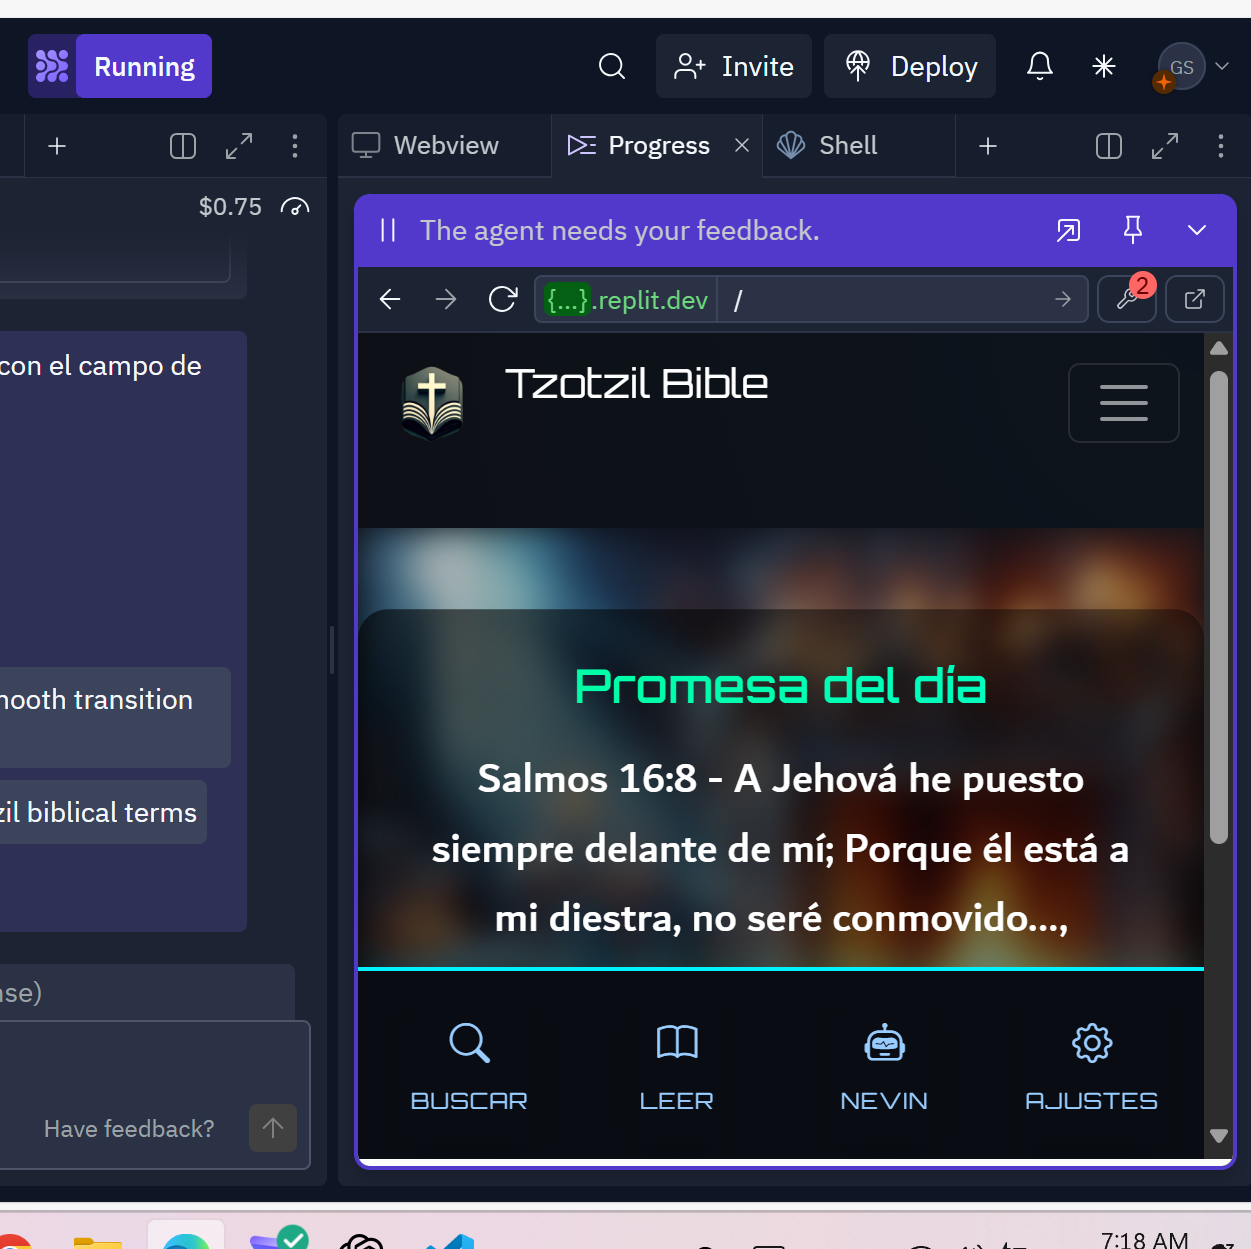 Running
Invite
Deploy
GS
Webview
Progress
Shell
$0.75
The agent needs your feedback.
{...}.replit.dev
/
2
con el campo de
Tzotzil Bible
Promesa del día
Salmos 16:8 - A Jehová he puesto
siempre delante de mí; Porque él está a
mi diestra, no seré conmovido...,
nooth transition
zil biblical terms
nse)
Have feedback?
BUSCAR
LEER
NEVIN
AJUSTES
7:18 AM